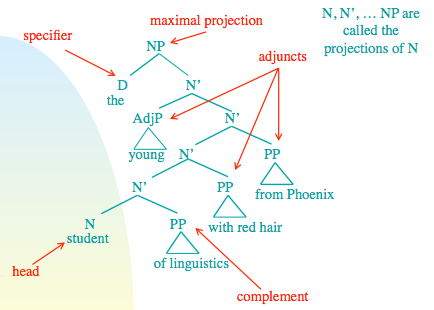 maximal projection
N, N’, … NP are
called the
projections of N
specifier
NP
adjuncts
D
N’
the
AdjP
N’
young
N’
PP
N’
PP
from Phoenix
N
PP
with red hair
student
of linguistics
head
complement